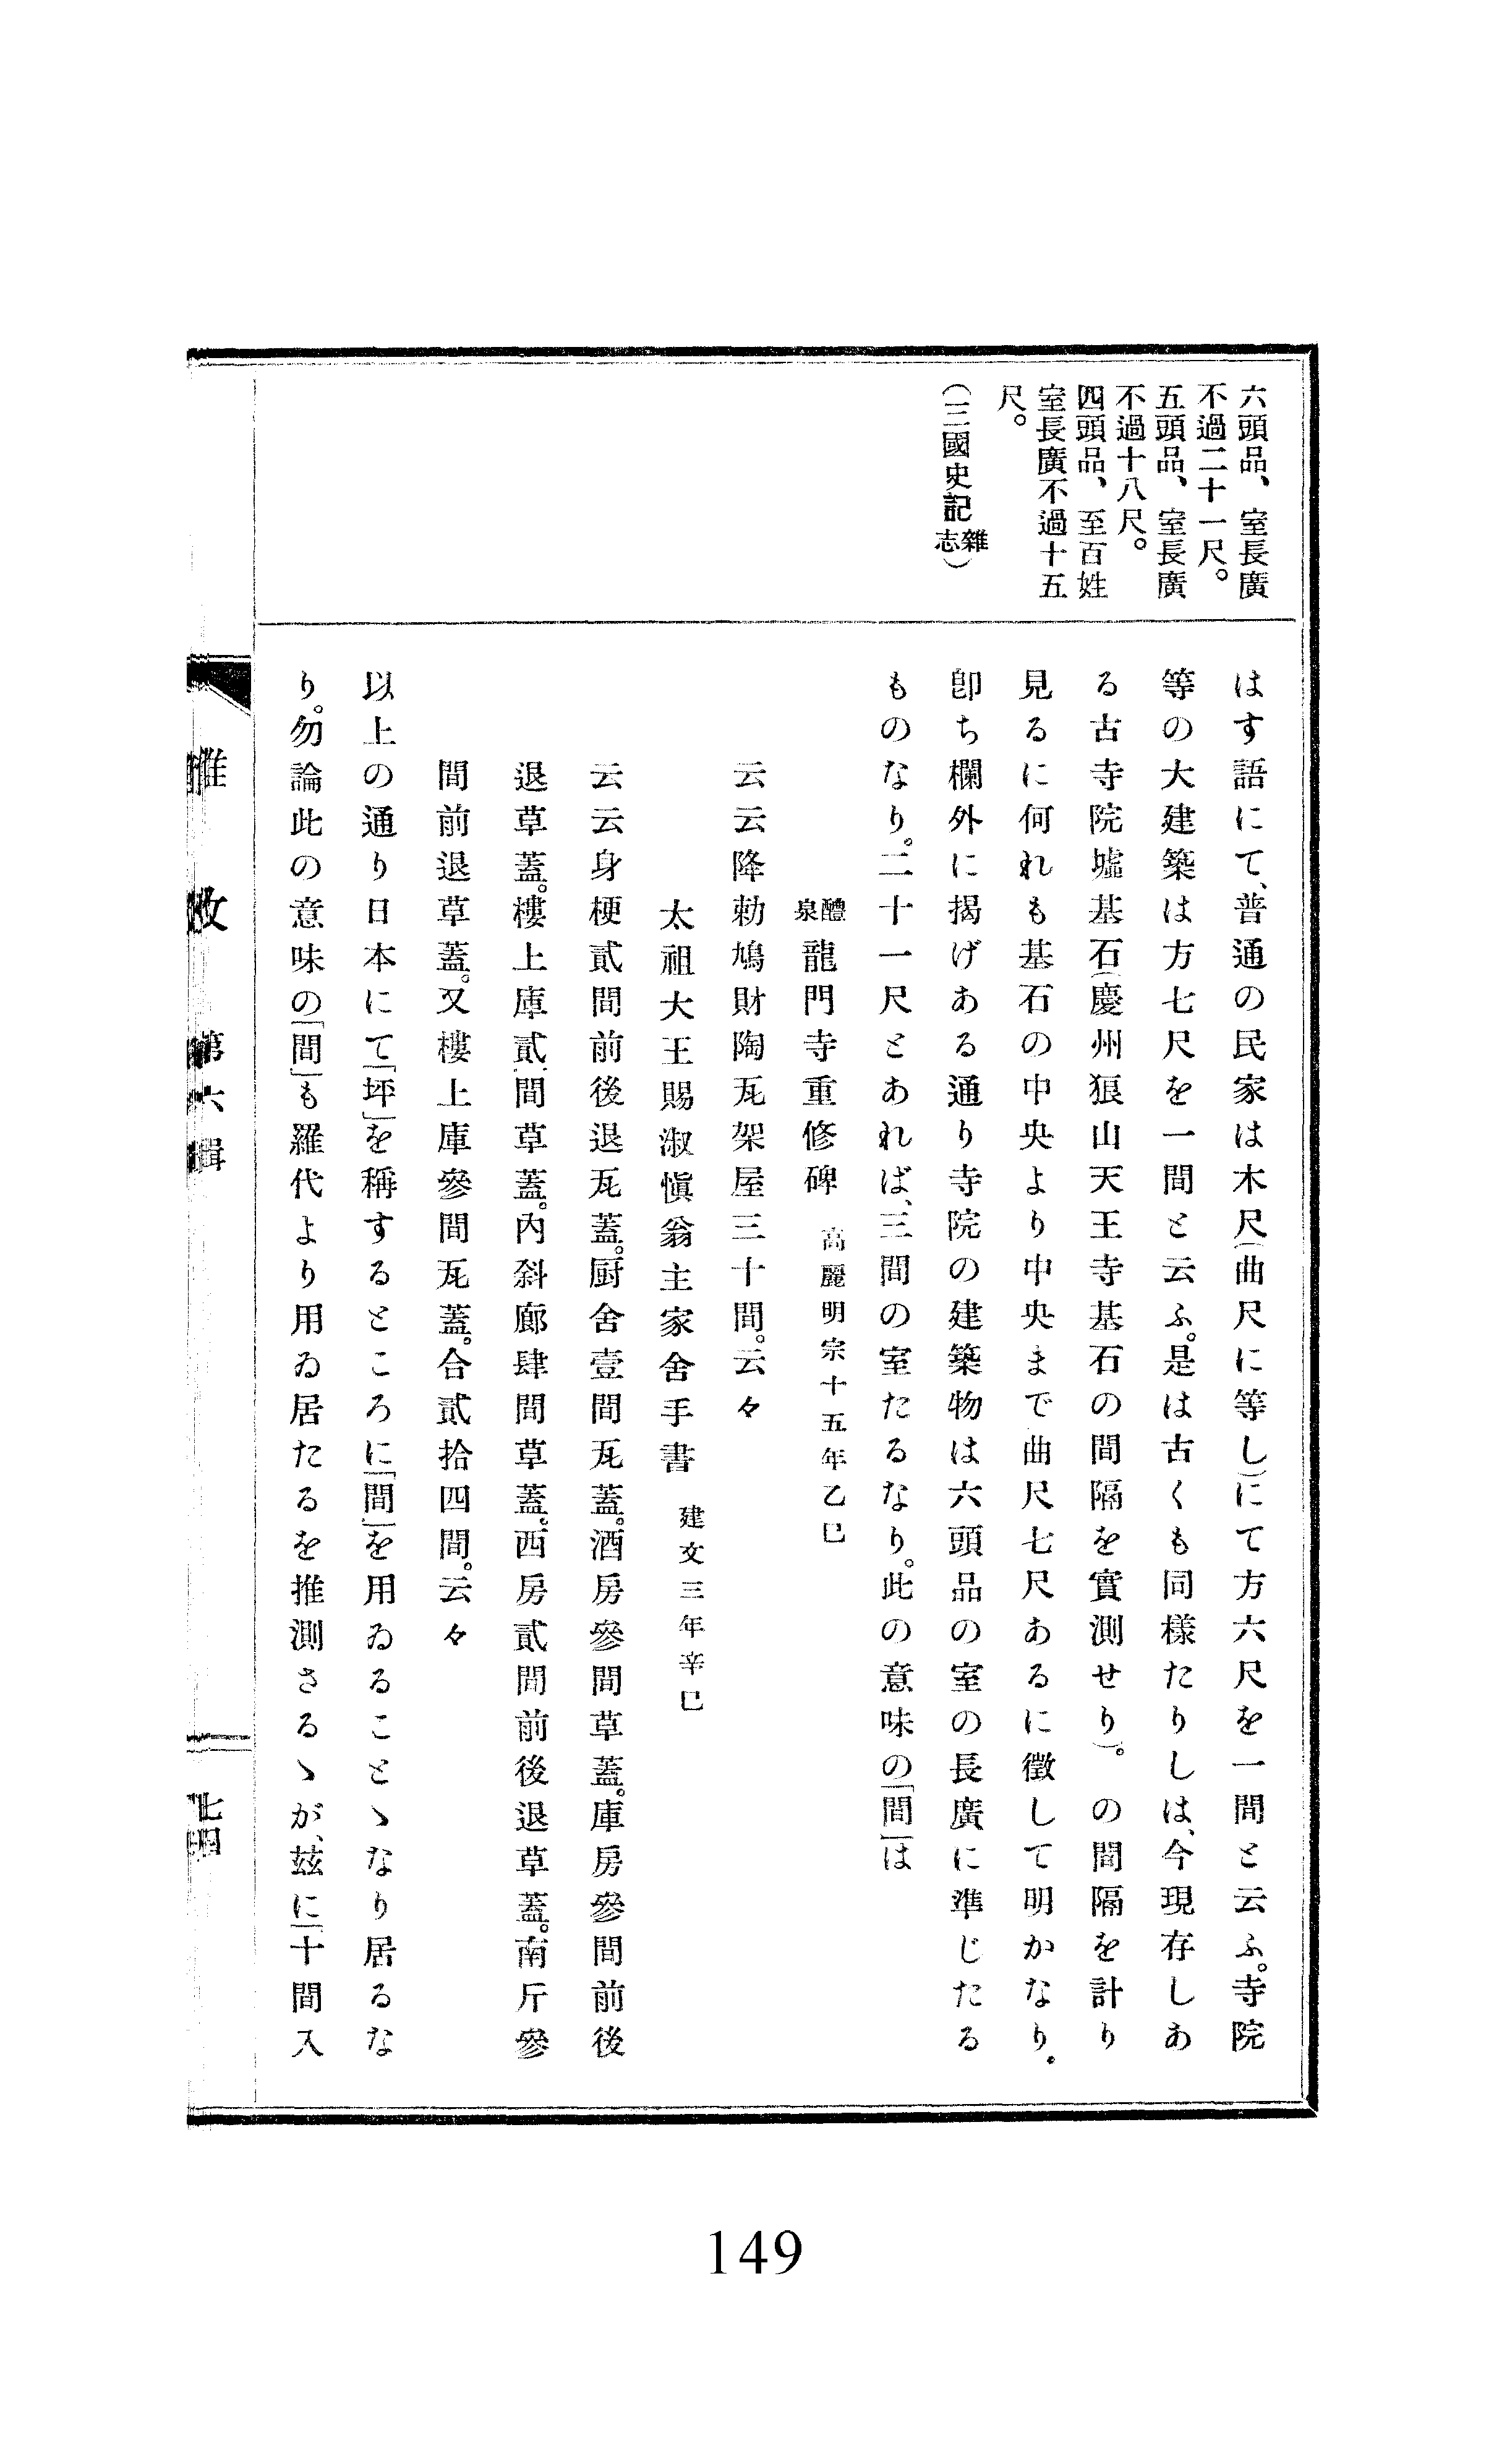 六頭品、室長廣
不過二十一尺。
五頭品、室長廣
不過十八尺。
四頭品、至百姓
室長廣不過十五
尺。
(三國史記雜志)
はす語にて、普通の民家は木尺(曲尺に等し)にて方六尺を一間と云ふ。寺院
等の大建築は方七尺を一間と云ふ。是は古くも同樣たりしは、今現存しあ
る古寺院墟基石(慶州狼山天王寺基石の間隔を實測せり)。の間隔を計り
見るに何れも基石の中央より中央まで曲尺七尺あるに徵して明かなり。
卽ち欄外に揭げある通り寺院の建築物は六頭品の室の長廣に準じたる
ものなり。二十一尺とあれば、三間の室たるなり。此の意味の「間」は
醴泉龍門寺重修碑 高麗明宗十五年乙巳
云云降勅鳩財陶瓦架屋三十間。云々
太祖大王賜淑愼翁主家舍手書 建文三年辛巳
云云身梗貳間前後退瓦蓋。厨舍壹間瓦蓋。酒房參間草蓋。庫房參間前後
退草蓋。樓上庫貳間草蓋。內斜廊肆間草蓋。西房貳間前後退草蓋。南斤參
間前退草蓋。又樓上庫參間瓦蓋。合貳拾四間。云々
以上の通り日本にて「坪」を稱するところに「間」を用ゐることゝなり居るな
り。勿論此の意味の「間」も羅代より用ゐ居たるを推測さるゝが、玆に「十間入
雅攷 第六輯
七四
149